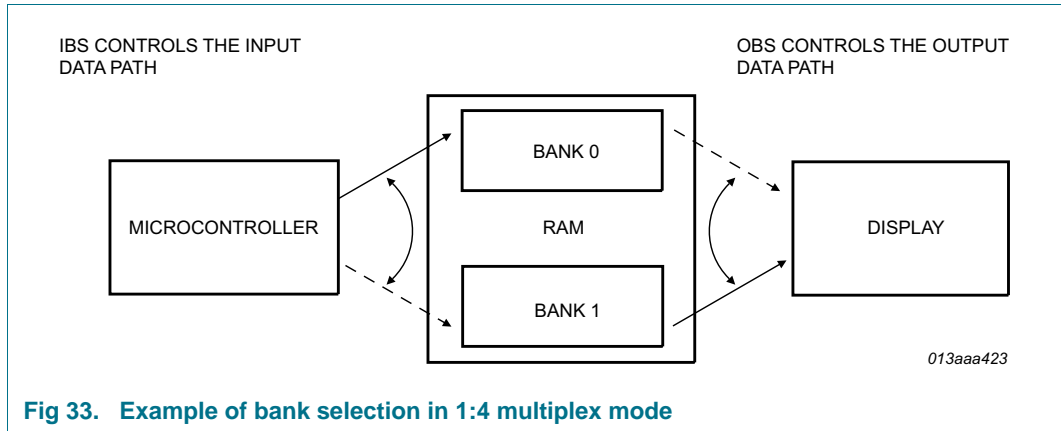 IBS CONTROLS THE INPUT
DATA PATH
OBS CONTROLS THE OUTPUT
DATA PATH
MICROCONTROLLER
BANK 0
RAM
BANK 1
DISPLAY
013aaa423
Fig 33. Example of bank selection in 1:4 multiplex mode